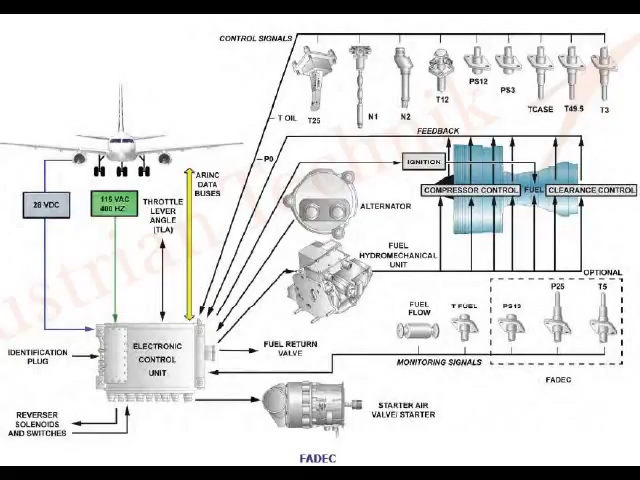 CONTROL SIGNALS
T OIL
T25
N1
N2
T12
PS12
PS3
TCASE
T49.5
T3
FEEDBACK
P0
IGNITION
COMPRESSOR CONTROL
FUEL
CLEARANCE CONTROL
28 VDC
115 VAC
400 HZ
THROTTLE
LEVER
ANGLE
(TLA)
ARINC
DATA
BUSES
ALTERNATOR
FUEL
HYDROMECHANICAL
UNIT
OPTIONAL
FUEL
FLOW
T FUEL
PS13
P25
T5
ELECTRONIC
CONTROL
UNIT
IDENTIFICATION
PLUG
FUEL RETURN
VALVE
MONITORING SIGNALS
FADEC
STARTER AIR
VALVE/ STARTER
REVERSER
SOLENOIDS
AND SWITCHES
FADEC